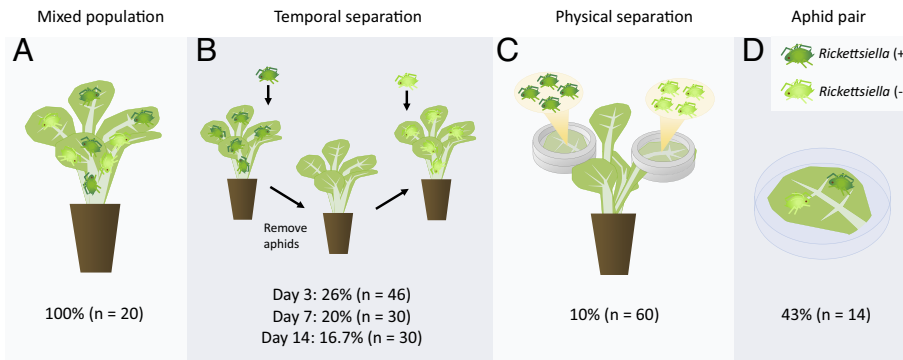 Mixed population
Temporal separation
Physical separation
Aphid pair
A
B
C
D
Rickettsiella (+
Rickettsiella (-
Remove
aphids
100% (n = 20)
Day 3: 26% (n = 46)
Day 7: 20% (n = 30)
Day 14: 16.7% (n = 30)
10% (n = 60)
43% (n = 14)